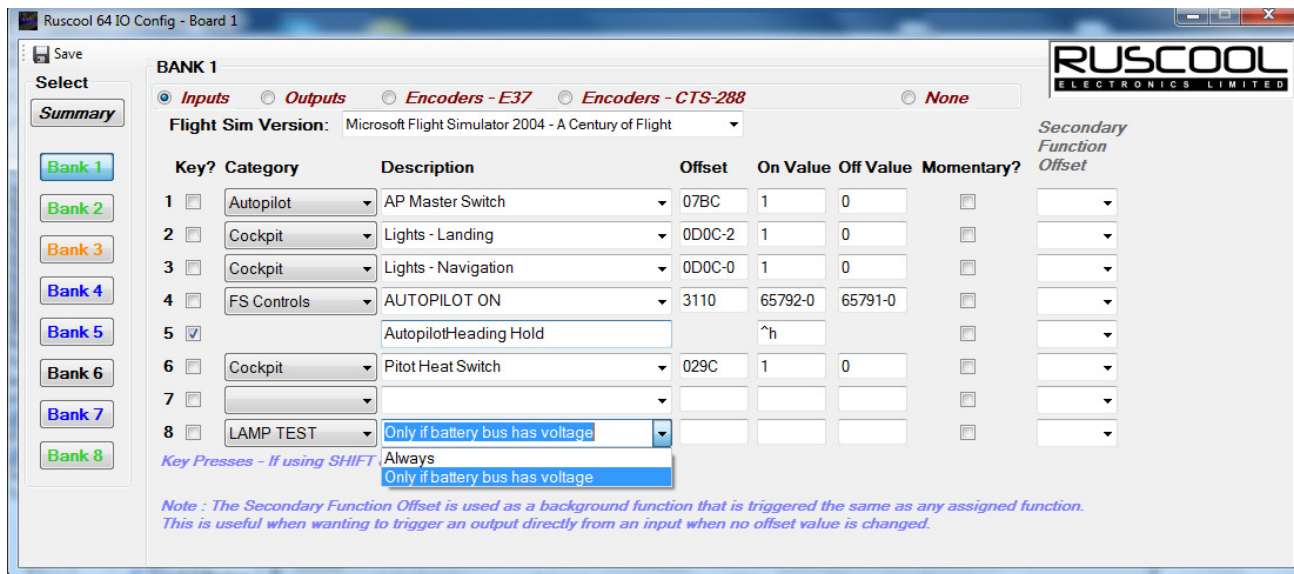 Ruscool 64 IO Config - Board 1
Save
RUSCOOL
ELECTRONICS LIMITED
Select
Summary
Bank 1
Bank 2
Bank 3
Bank 4
Bank 5
Bank 6
Bank 7
Bank 8
BANK 1
Inputs Outputs Encoders - E37 Encoders - CTS-288 None
Flight Sim Version: Microsoft Flight Simulator 2004 - A Century of Flight
Secondary
Function
Offset
Key? Category Description Offset On Value Off Value Momentary?
1 Autopilot AP Master Switch 07BC 1 0
2 Cockpit Lights - Landing 0D0C-2 1 0
3 Cockpit Lights - Navigation 0D0C-0 1 0
4 FS Controls AUTOPILOT ON 3110 65792-0 65791-0
5 AutopilotHeading Hold ^h
6 Cockpit Pitot Heat Switch 029C 1 0
7
8 LAMP TEST Only if battery bus has voltage
Always
Only if battery bus has voltage
Key Presses - If using SHIFT
Note : The Secondary Function Offset is used as a background function that is triggered the same as any assigned function.
This is useful when wanting to trigger an output directly from an input when no offset value is changed.